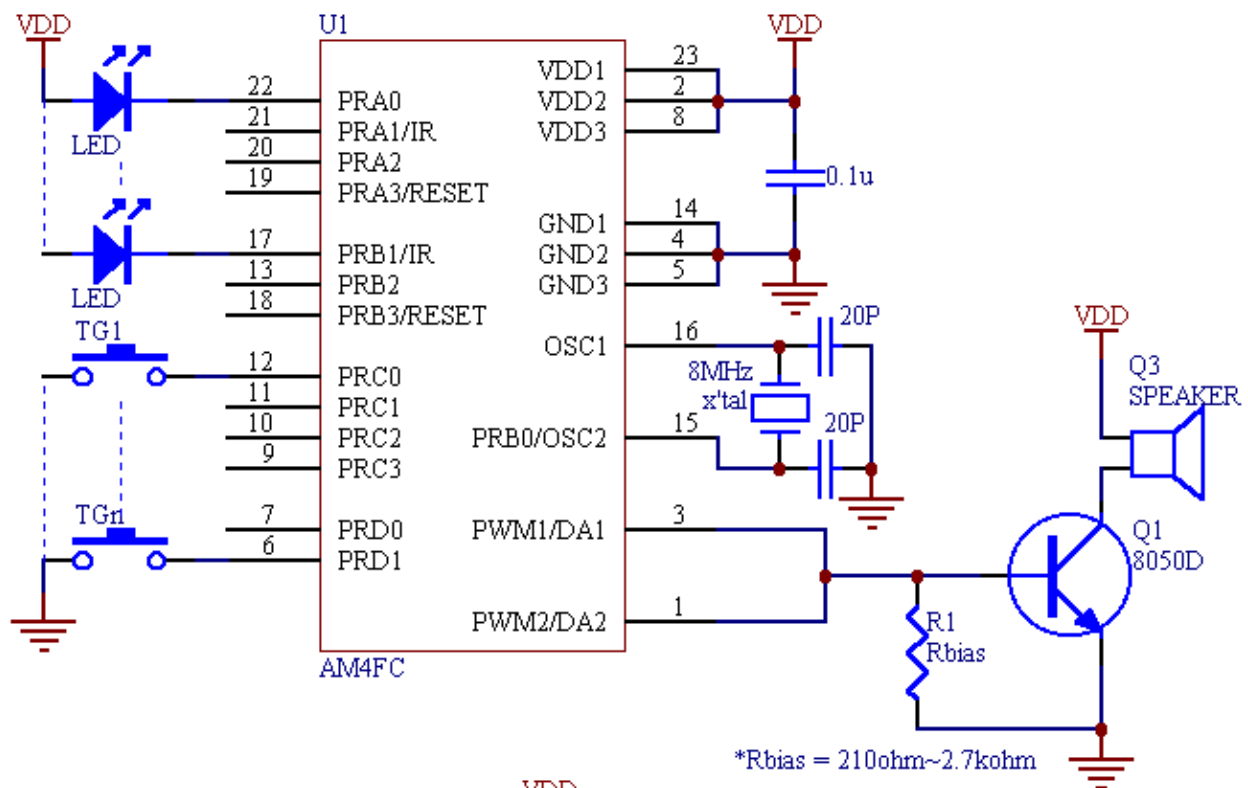 VDD
U1
VDD
LED
22
PRA0
21
PRA1/IR
20
PRA2
19
PRA3/RESET
LED
17
PRB1/IR
13
PRB2
18
PRB3/RESET
TG1
12
PRC0
11
PRC1
10
PRC2
9
PRC3
TGn
7
PRD0
6
PRD1
VDD1
23
VDD2
2
VDD3
8
0.1u
GND1
14
GND2
4
GND3
5
OSC1
16
20P
8MHz
x'tal
PRB0/OSC2
15
20P
PWM1/DA1
3
PWM2/DA2
1
AM4FC
VDD
Q3
SPEAKER
Q1
8050D
R1
Rbias
*Rbias = 210ohm~2.7kohm
VDD